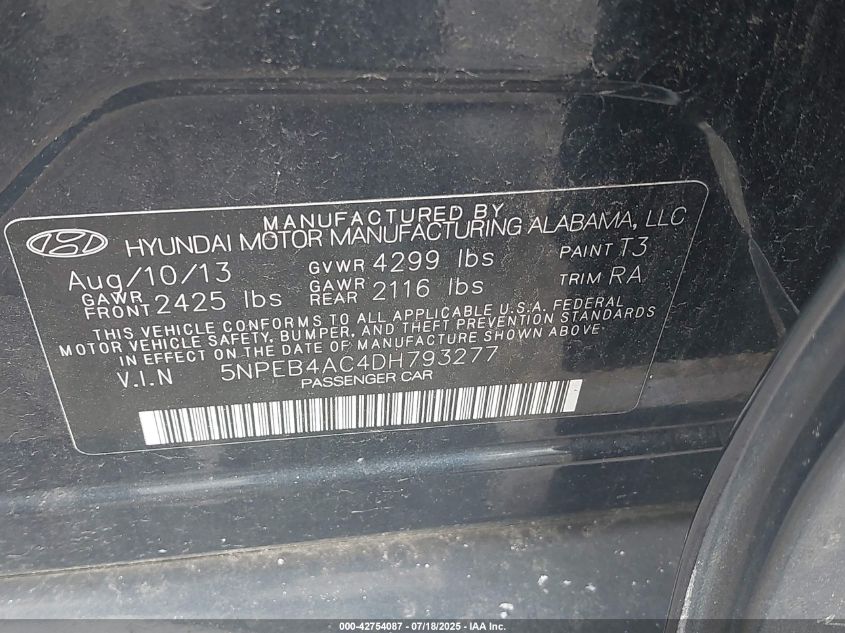 MANUFACTURED BY
HYUNDAI MOTOR MANUFACTURING ALABAMA, LLC
Aug/10/13 GVWR 4299 lbs PAINT T3
GAWR FRONT 2425 lbs GAWR REAR 2116 lbs TRIM RA
THIS VEHICLE CONFORMS TO ALL APPLICABLE U.S.A. FEDERAL
MOTOR VEHICLE SAFETY, BUMPER, AND THEFT PREVENTION STANDARDS
IN EFFECT ON THE DATE OF MANUFACTURE SHOWN ABOVE.
V.I.N 5NPEB4AC4DH793277
PASSENGER CAR
000-42754087 - 07/18/2025 - IAA Inc.